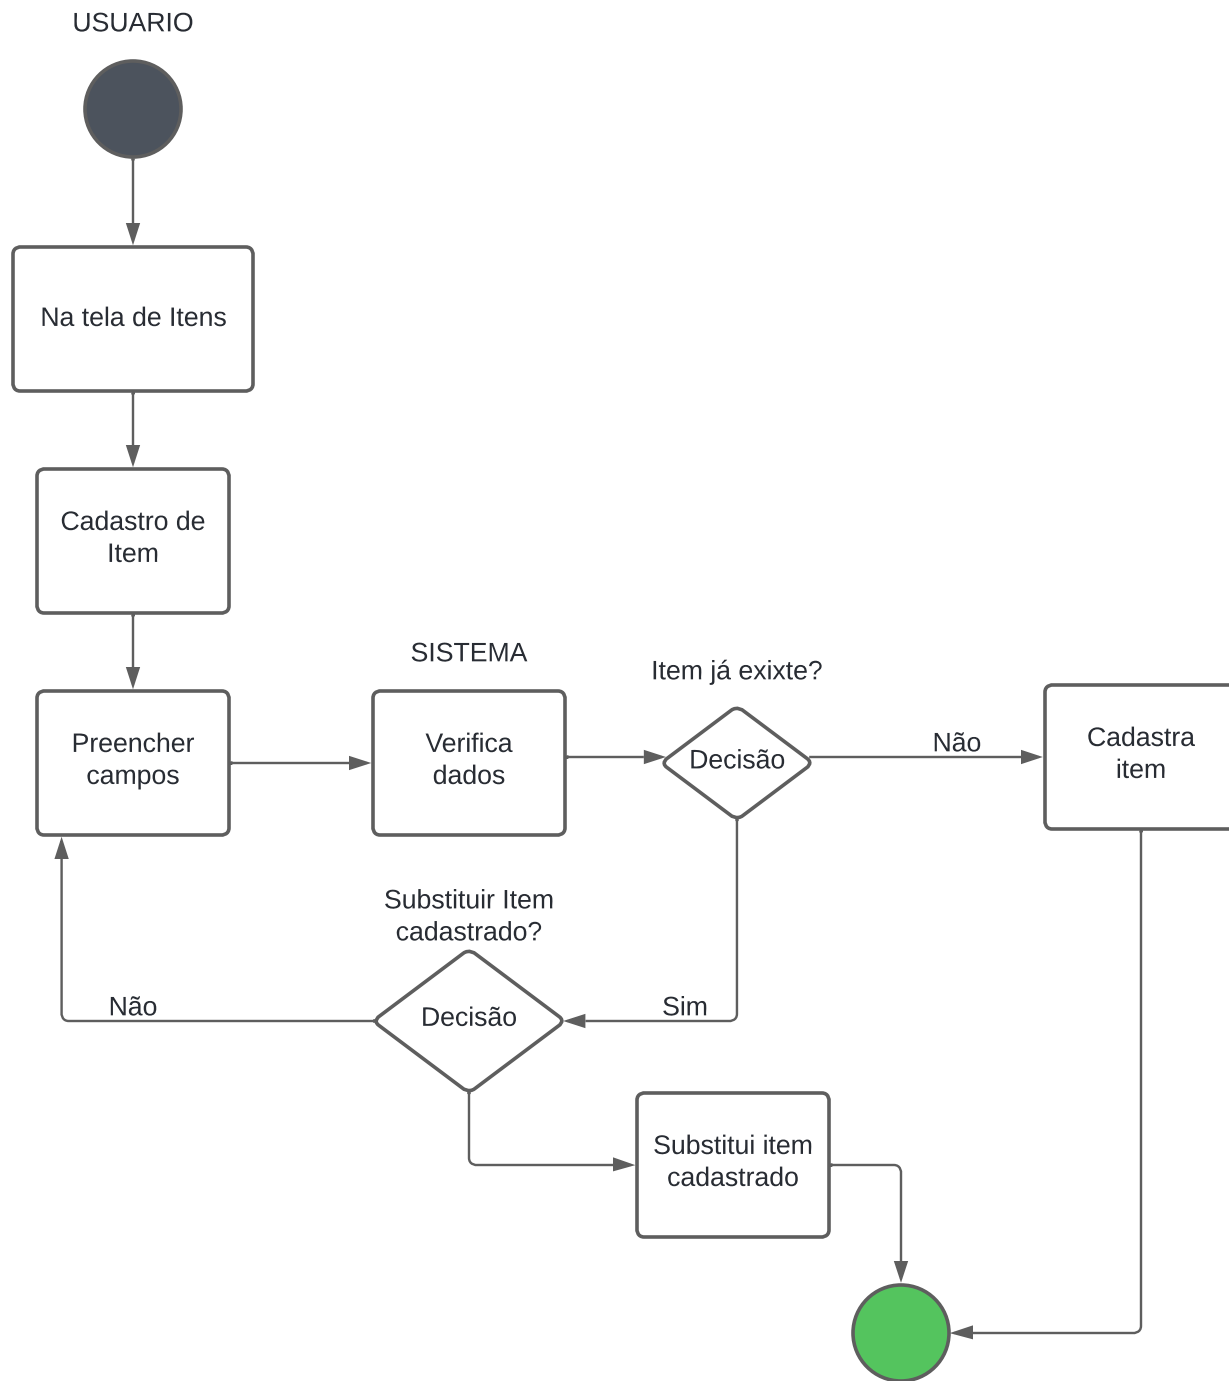 USUARIO
Na tela de Itens
Cadastro de
Item
SISTEMA
Item já exixte?
Preencher
campos
Verifica
dados
Decisão
Não
Cadastra
item
Substituir Item
cadastrado?
Não
Decisão
Sim
Substitui item
cadastrado